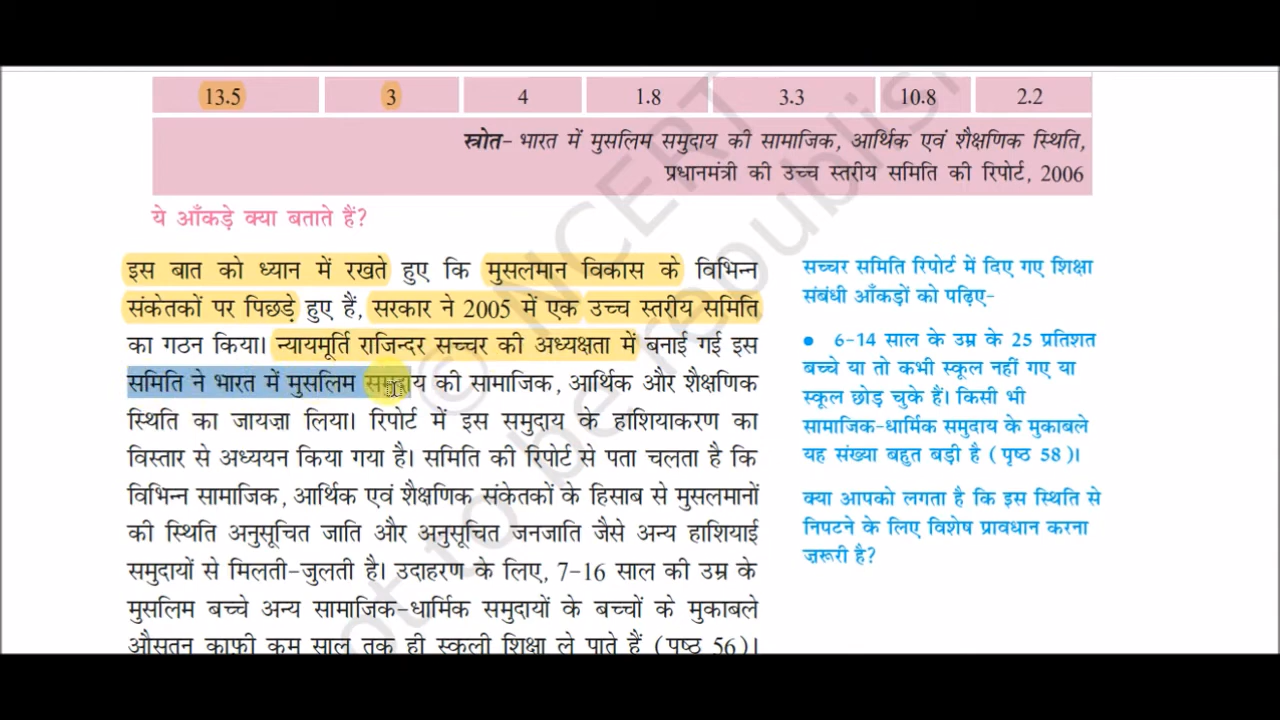 13.5 3 4 1.8 3.3 10.8 2.2
स्रोत– भारत में मुसलिम समुदाय की सामाजिक, आर्थिक एवं शैक्षणिक स्थिति,
प्रधानमंत्री की उच्च स्तरीय समिति की रिपोर्ट, 2006
ये आँकड़े क्या बताते हैं?
इस बात को ध्यान में रखते हुए कि मुसलमान विकास के विभिन्न
संकेतकों पर पिछड़े हुए हैं, सरकार ने 2005 में एक उच्च स्तरीय समिति
का गठन किया। न्यायमूर्ति राजिन्दर सच्चर की अध्यक्षता में बनाई गई इस
समिति ने भारत में मुसलिम समुदाय की सामाजिक, आर्थिक और शैक्षणिक
स्थिति का जायज़ा लिया। रिपोर्ट में इस समुदाय के हाशियाकरण का
विस्तार से अध्ययन किया गया है। समिति की रिपोर्ट से पता चलता है कि
विभिन्न सामाजिक, आर्थिक एवं शैक्षणिक संकेतकों के हिसाब से मुसलमानों
की स्थिति अनुसूचित जाति और अनुसूचित जनजाति जैसे अन्य हाशियाई
समुदायों से मिलती–जुलती है। उदाहरण के लिए, 7–16 साल की उम्र के
मुसलिम बच्चे अन्य सामाजिक–धार्मिक समुदायों के बच्चों के मुकाबले
औसतन काफ़ी कम साल तक ही स्कूली शिक्षा ले पाते हैं (पृष्ठ 56)।
सच्चर समिति रिपोर्ट में दिए गए शिक्षा
संबंधी आँकड़ों को पढ़िए–
• 6–14 साल के उम्र के 25 प्रतिशत
बच्चे या तो कभी स्कूल नहीं गए या
स्कूल छोड़ चुके हैं। किसी भी
सामाजिक–धार्मिक समुदाय के मुकाबले
यह संख्या बहुत बड़ी है (पृष्ठ 58)।
क्या आपको लगता है कि इस स्थिति से
निपटने के लिए विशेष प्रावधान करना
ज़रूरी है?
© NCERT
not to be republis